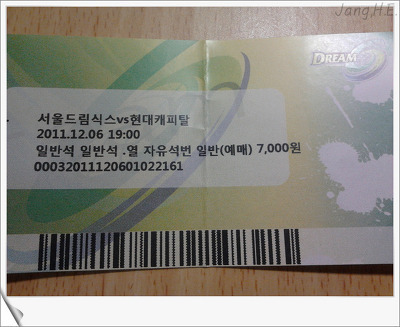 Jang,H.E.
DREAM
서울드림식스vs현대캐피탈
2011.12.06 19:00
일반석 일반석 .열 자유석번 일반(예매) 7,000원
00032011120601022161